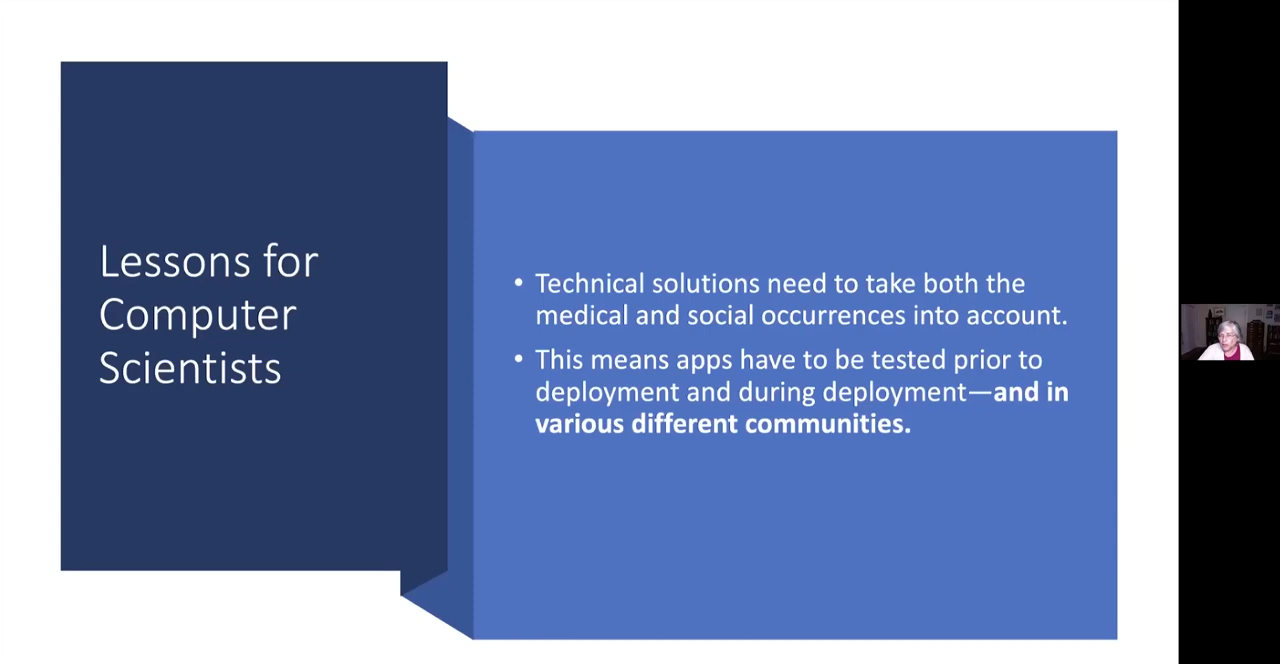 Lessons for
Computer
Scientists
• Technical solutions need to take both the
medical and social occurrences into account.
• This means apps have to be tested prior to
deployment and during deployment—and in
various different communities.